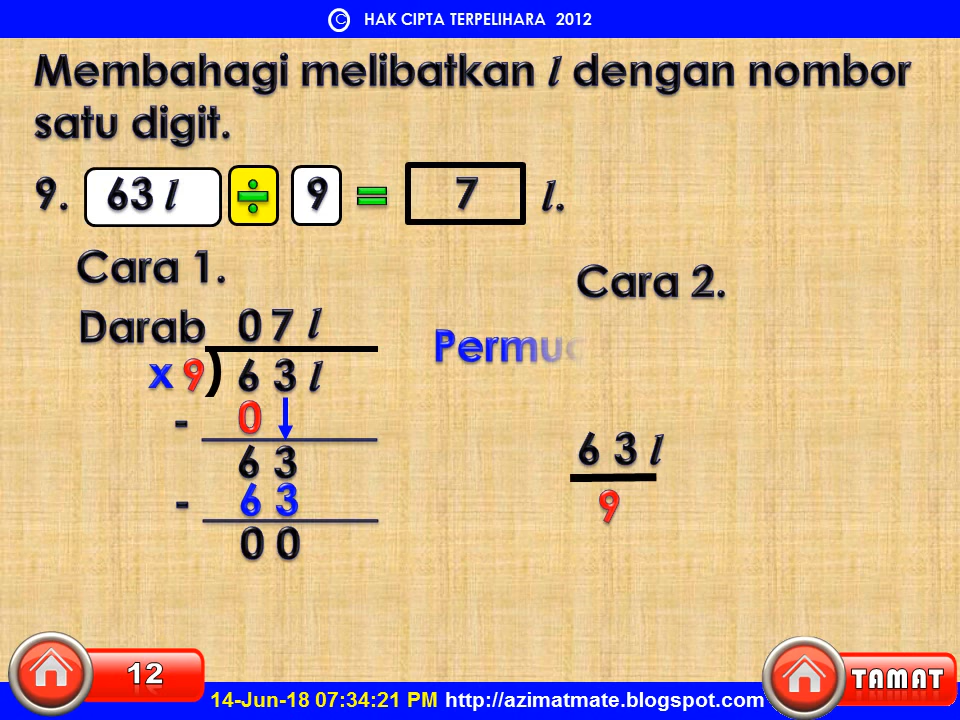 © HAK CIPTA TERPELIHARA 2012
Membahagi melibatkan l dengan nombor
satu digit.
9. 63 l ÷ 9 = 7 l.
Cara 1.
Cara 2.
Darab 0 7 l
x 9 ) 6 3 l
- 0
6 3
- 6 3
0 0
6 3 l
9
12
TAMAT
14-Jun-18 07:34:21 PM http://azimatmate.blogspot.com